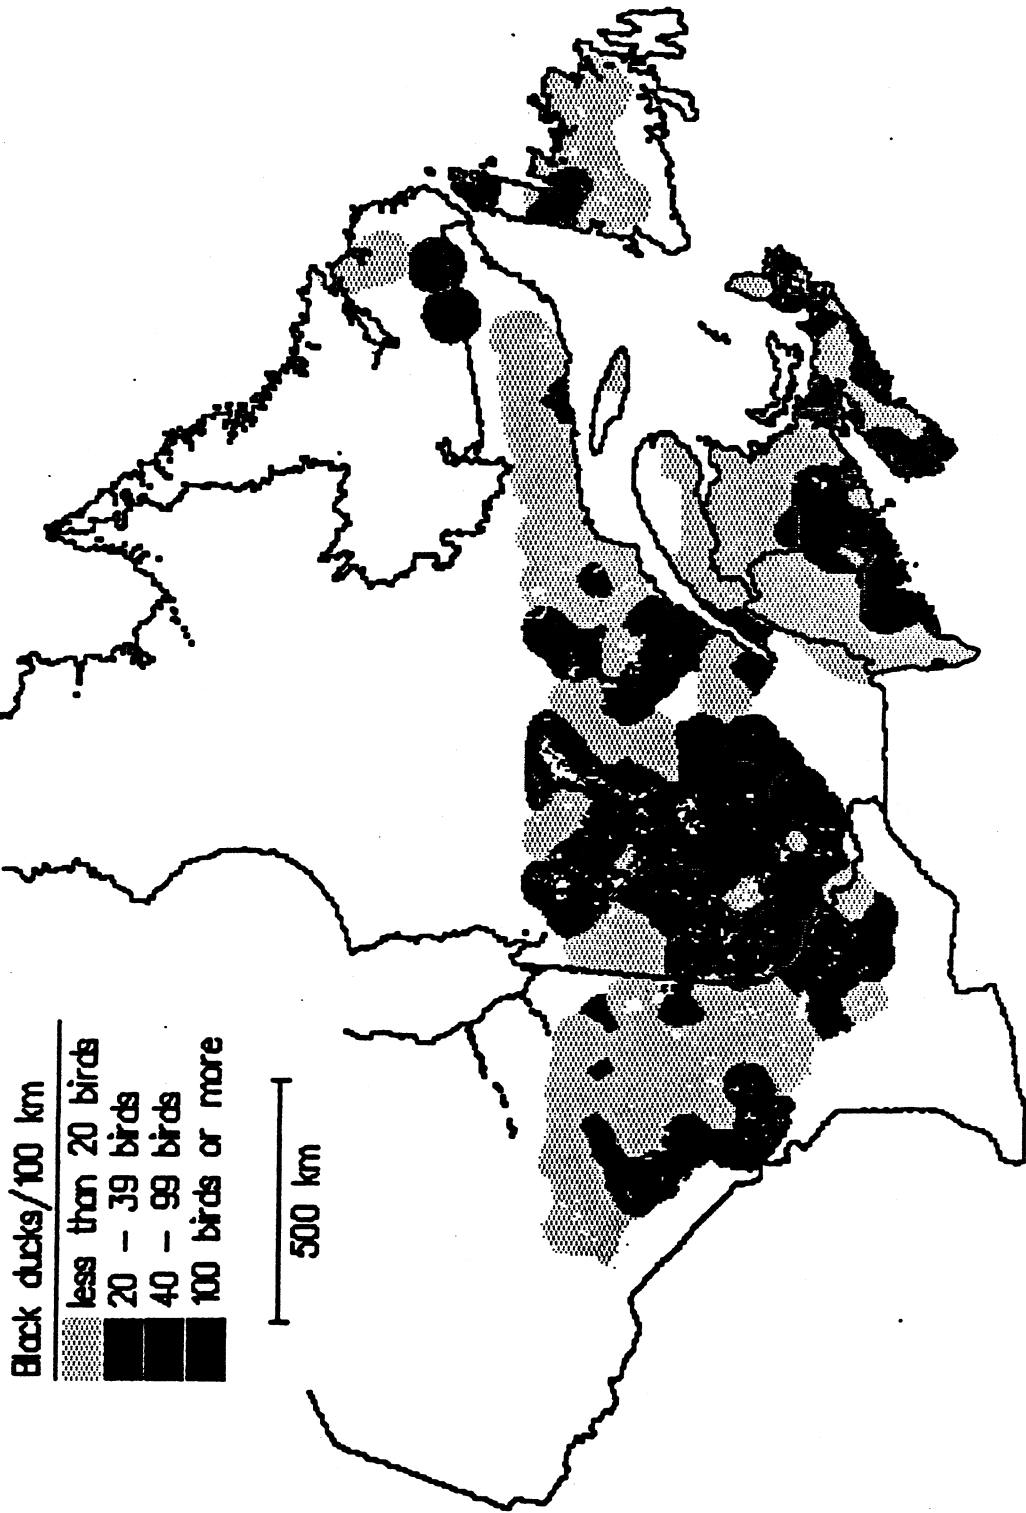 Black ducks/100 km
less than 20 birds
20 - 39 birds
40 - 99 birds
100 birds or more
500 km